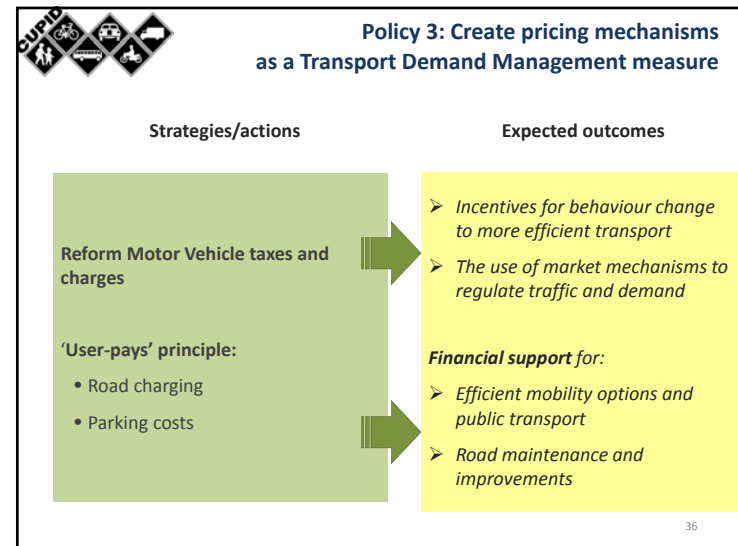 CUPID
Policy 3: Create pricing mechanisms
as a Transport Demand Management measure
Strategies/actions
Reform Motor Vehicle taxes and
charges
‘User-pays’ principle:
• Road charging
• Parking costs
Expected outcomes
➢ Incentives for behaviour change
to more efficient transport
➢ The use of market mechanisms to
regulate traffic and demand
Financial support for:
➢ Efficient mobility options and
public transport
➢ Road maintenance and
improvements
36